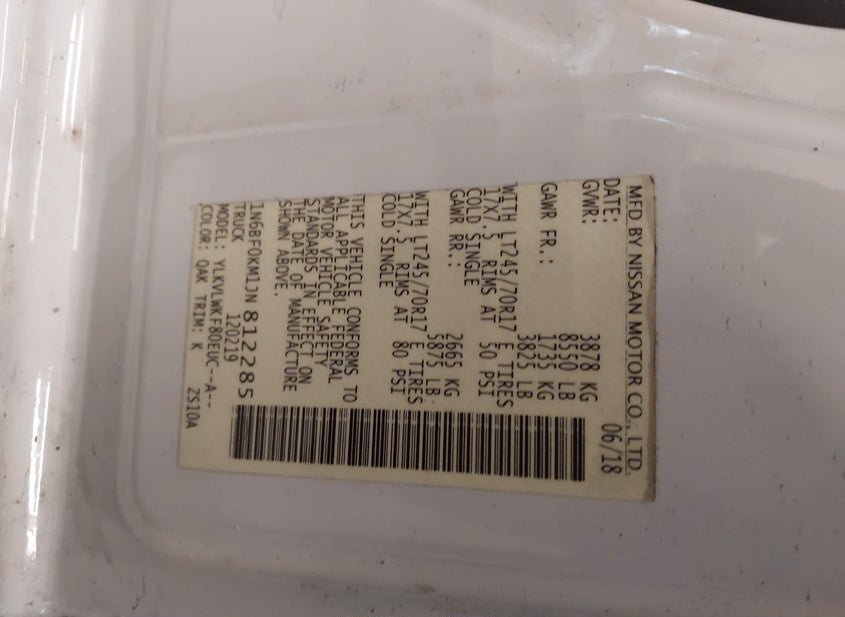 MFD BY NISSAN MOTOR CO., LTD.
DATE: 06/18
GVWR: 3878 KG
8550 LB
GAWR FR.: 1735 KG
3825 LB
WITH LT245/70R17 E TIRES
17X7.5 RIMS AT 50 PSI
COLD SINGLE
GAWR RR.: 2665 KG
5875 LB
WITH LT245/70R17 E TIRES
17X7.5 RIMS AT 80 PSI
COLD SINGLE
THIS VEHICLE CONFORMS TO
ALL APPLICABLE FEDERAL
MOTOR VEHICLE SAFETY
STANDARDS IN EFFECT ON
THE DATE OF MANUFACTURE
SHOWN ABOVE.
1N6BF0KM1JN812285
TRUCK 120219
MODEL: YLKVLWKF80EUC--A--
COLOR: QAK TRIM: K 2S10A